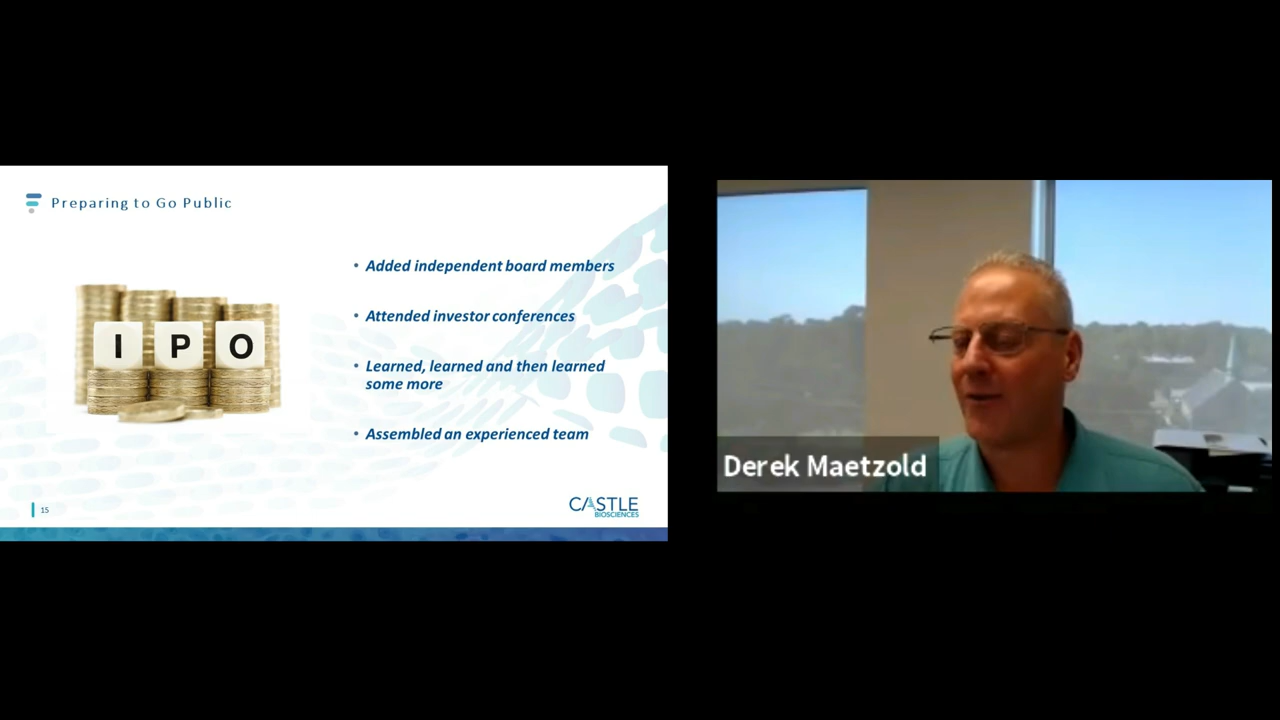 Preparing to Go Public
I P O
• Added independent board members
• Attended investor conferences
• Learned, learned and then learned
some more
• Assembled an experienced team
15
CASTLE
BIOSCIENCES
Derek Maetzold